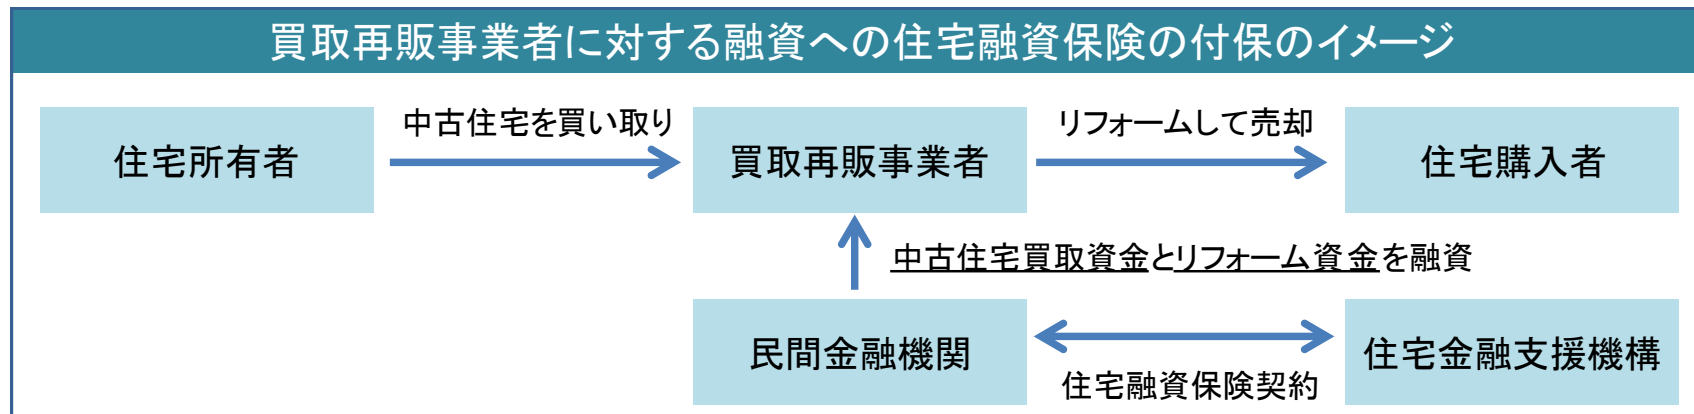 買取再販事業者に対する融資への住宅融資保険の付保のイメージ
中古住宅を買い取り
リフォームして売却
住宅所有者
買取再販事業者
住宅購入者
中古住宅買取資金とリフォーム資金を融資
民間金融機関
住宅金融支援機構
住宅融資保険契約